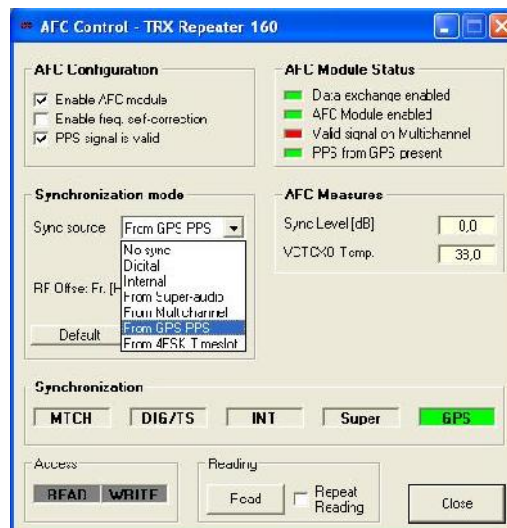 AFC Control - TRX Repeater 160
AFC Configuration
Enable AFC module
Enable freq. self-correction
PPS signal is valid
AFC Module Status
Data exchange enabled
AFC Module enabled
Valid signal on Multichannel
PPS from GPS present
Synchronization mode
Sync source From GPS PPS
No sync
Digital
Internal
From Super-audio
From Multichannel
From GPS PPS
From 4FSK Timeslot
RF Offset Fr. [H
Default
AFC Measures
Sync Level [dB] 0,0
VCTCXO Temp. 33,0
Synchronization
MTCH DIG/TS INT Super GPS
Access
READ WRITE
Reading
Read
Repeat
Reading
Close